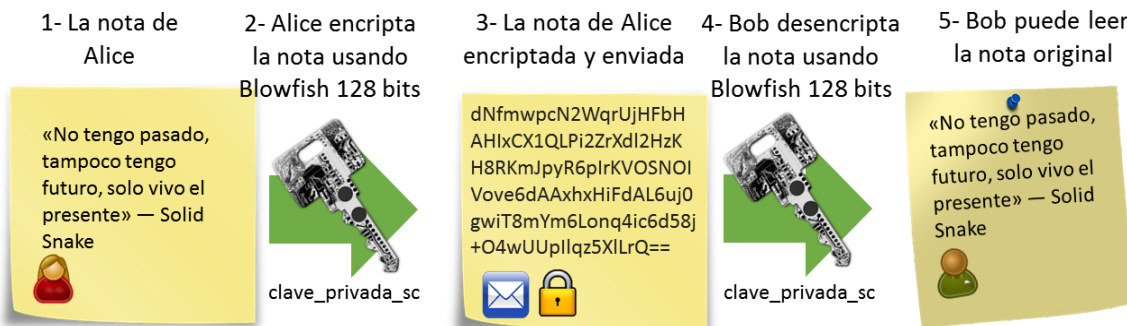 1- La nota de
Alice
«No tengo pasado,
tampoco tengo
futuro, solo vivo el
presente» — Solid
Snake
2- Alice encripta
la nota usando
Blowfish 128 bits
clave_privada_sc
3- La nota de Alice
encriptada y enviada
dNfmwpcN2WqrUjHFbH
AHIxCX1QLPi2ZrXdl2HzK
H8RKmJpyR6pIrKVOSNOI
Vove6dAAxhxHiFdAL6uj0
gwiT8mYm6Lonq4ic6d58j
+O4wUUpIlqz5XlLrQ==
4- Bob desencripta
la nota usando
Blowfish 128 bits
clave_privada_sc
5- Bob puede leer
la nota original
«No tengo pasado,
tampoco tengo
futuro, solo vivo el
presente» — Solid
Snake